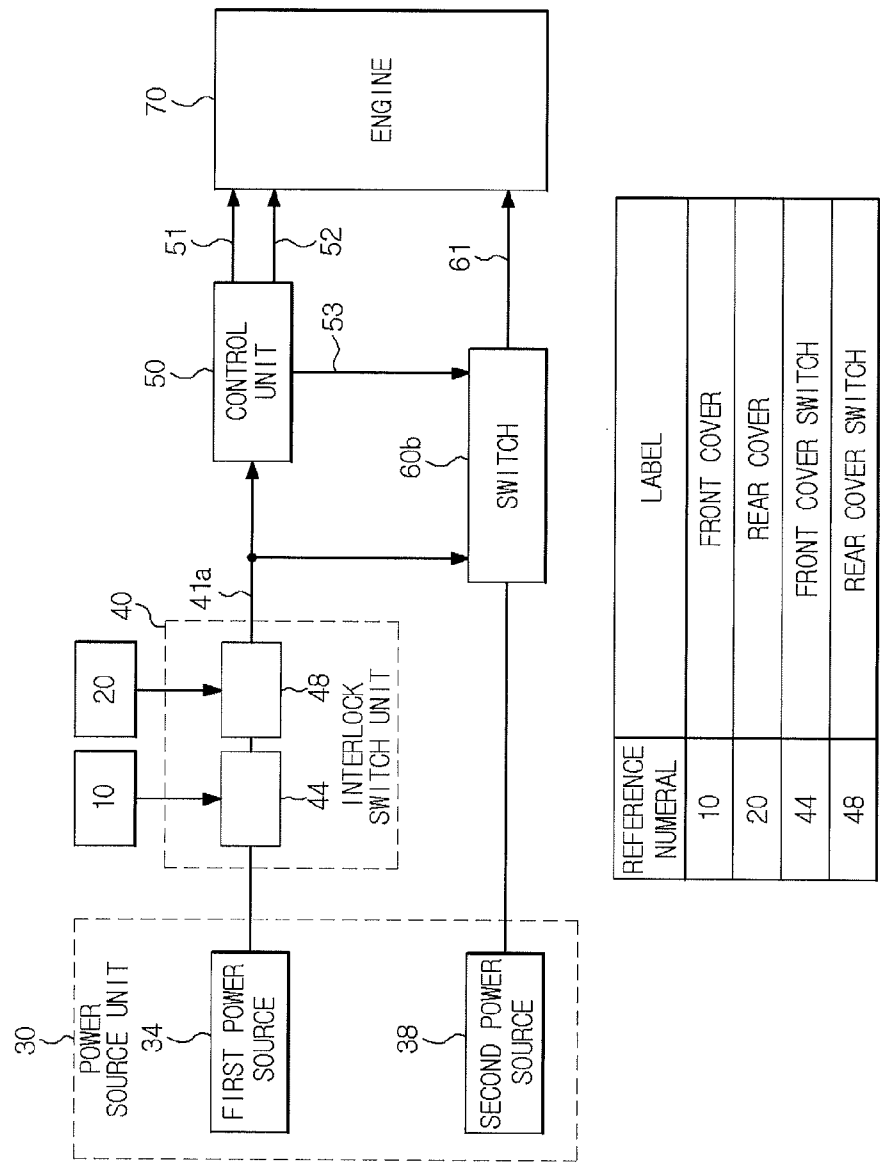 30
POWER
SOURCE UNIT
34
FIRST POWER
SOURCE
38
SECOND POWER
SOURCE
10
20
40
44
48
INTERLOCK
SWITCH UNIT
41a
50
CONTROL
UNIT
51
52
53
60b
SWITCH
61
70
ENGINE
REFERENCE
NUMERAL
LABEL
10
FRONT COVER
20
REAR COVER
44
FRONT COVER SWITCH
48
REAR COVER SWITCH